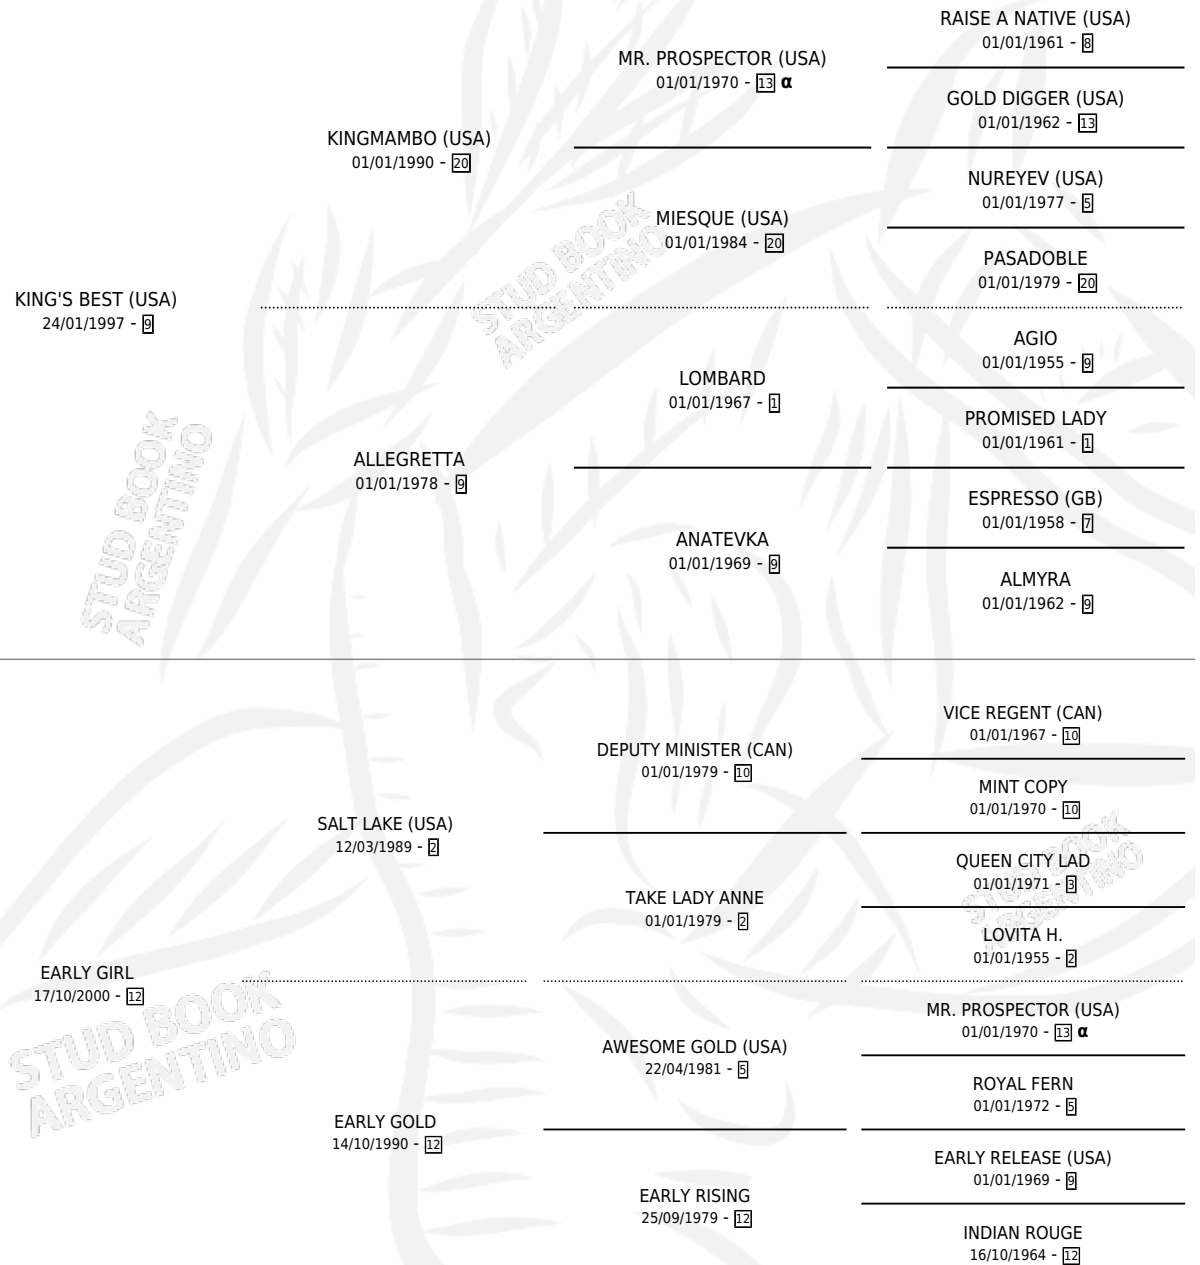 RAISE A NATIVE (USA)
01/01/1961 - 8
MR. PROSPECTOR (USA)
01/01/1970 - 13 α
GOLD DIGGER (USA)
01/01/1962 - 13
KINGMAMBO (USA)
01/01/1990 - 20
NUREYEV (USA)
01/01/1977 - 5
MIESQUE (USA)
01/01/1984 - 20
PASADOBLE
01/01/1979 - 20
KING'S BEST (USA)
24/01/1997 - 9
AGIO
01/01/1955 - 9
LOMBARD
01/01/1967 - 1
PROMISED LADY
01/01/1961 - 1
ALLEGRETTA
01/01/1978 - 9
ESPRESSO (GB)
01/01/1958 - 7
ANATEVKA
01/01/1969 - 9
ALMYRA
01/01/1962 - 9
VICE REGENT (CAN)
01/01/1967 - 10
DEPUTY MINISTER (CAN)
01/01/1979 - 10
MINT COPY
01/01/1970 - 10
SALT LAKE (USA)
12/03/1989 - 2
QUEEN CITY LAD
01/01/1971 - 3
TAKE LADY ANNE
01/01/1979 - 2
LOVITA H.
01/01/1955 - 2
EARLY GIRL
17/10/2000 - 12
MR. PROSPECTOR (USA)
01/01/1970 - 13 α
AWESOME GOLD (USA)
22/04/1981 - 5
ROYAL FERN
01/01/1972 - 5
EARLY GOLD
14/10/1990 - 12
EARLY RELEASE (USA)
01/01/1969 - 9
EARLY RISING
25/09/1979 - 12
INDIAN ROUGE
16/10/1964 - 12
STUD BOOK
ARGENTINO
STUD BOOK
ARGENTINO
STUD BOOK
ARGENTINO
STUD BOOK
ARGENTINO